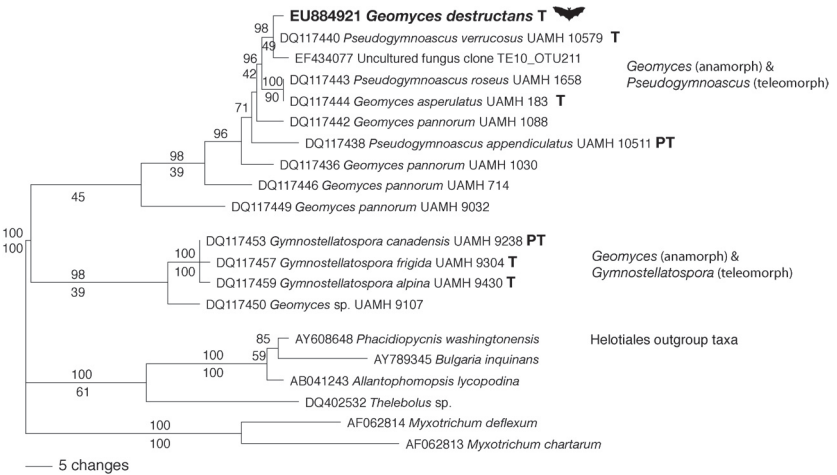 EU884921 Geomyces destructans T
98
DQ117440 Pseudogymnoascus verrucosus UAMH 10579 T
49
96
EF434077 Uncultured fungus clone TE10_OTU211
Geomyces (anamorph) &
42
100
DQ117443 Pseudogymnoascus roseus UAMH 1658
Pseudogymnoascus (teleomorph)
90
DQ117444 Geomyces asperulatus UAMH 183 T
71
DQ117442 Geomyces pannorum UAMH 1088
96
DQ117438 Pseudogymnoascus appendiculatus UAMH 10511 PT
98
DQ117436 Geomyces pannorum UAMH 1030
39
DQ117446 Geomyces pannorum UAMH 714
45
DQ117449 Geomyces pannorum UAMH 9032
100
100
DQ117453 Gymnostellatospora canadensis UAMH 9238 PT
100
Geomyces (anamorph) &
DQ117457 Gymnostellatospora frigida UAMH 9304 T
98
100
Gymnostellatospora (teleomorph)
DQ117459 Gymnostellatospora alpina UAMH 9430 T
39
DQ117450 Geomyces sp. UAMH 9107
85
AY608648 Phacidiopycnis washingtonensis
Helotiales outgroup taxa
100
59
AY789345 Bulgaria inquinans
100
100
AB041243 Allantophomopsis lycopodina
61
DQ402532 Thelebolus sp.
100
AF062814 Myxotrichum deflexum
100
AF062813 Myxotrichum chartarum
5 changes